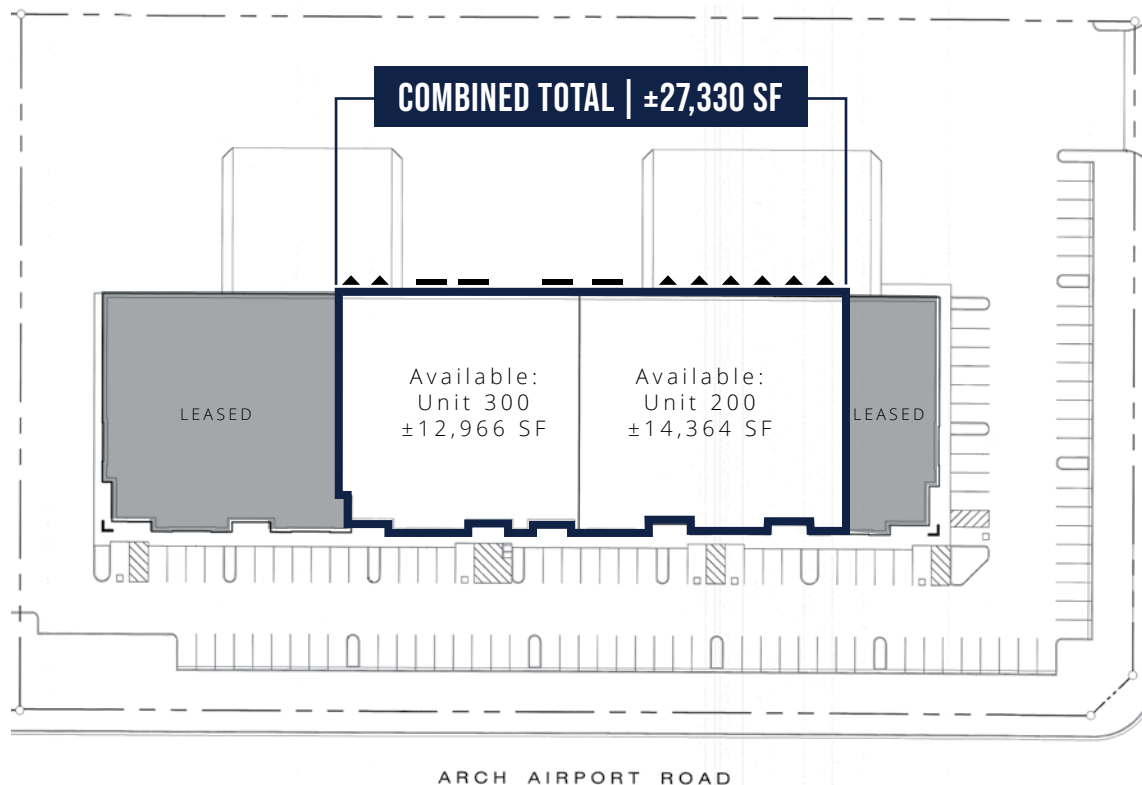 COMBINED TOTAL | ±27,330 SF
LEASED
Available:
Unit 300
±12,966 SF
Available:
Unit 200
±14,364 SF
LEASED
ARCH AIRPORT ROAD